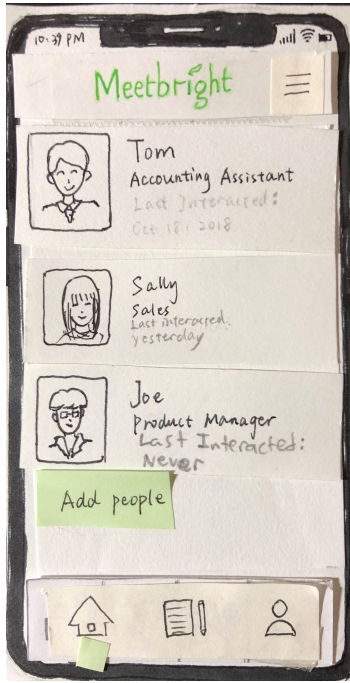 10:39 PM
Meetbright
Tom
Accounting Assistant
Last Interacted:
Oct 18, 2018
Sally
Sales
Last interacted:
yesterday
Joe
Product Manager
Last Interacted:
Never
Add people